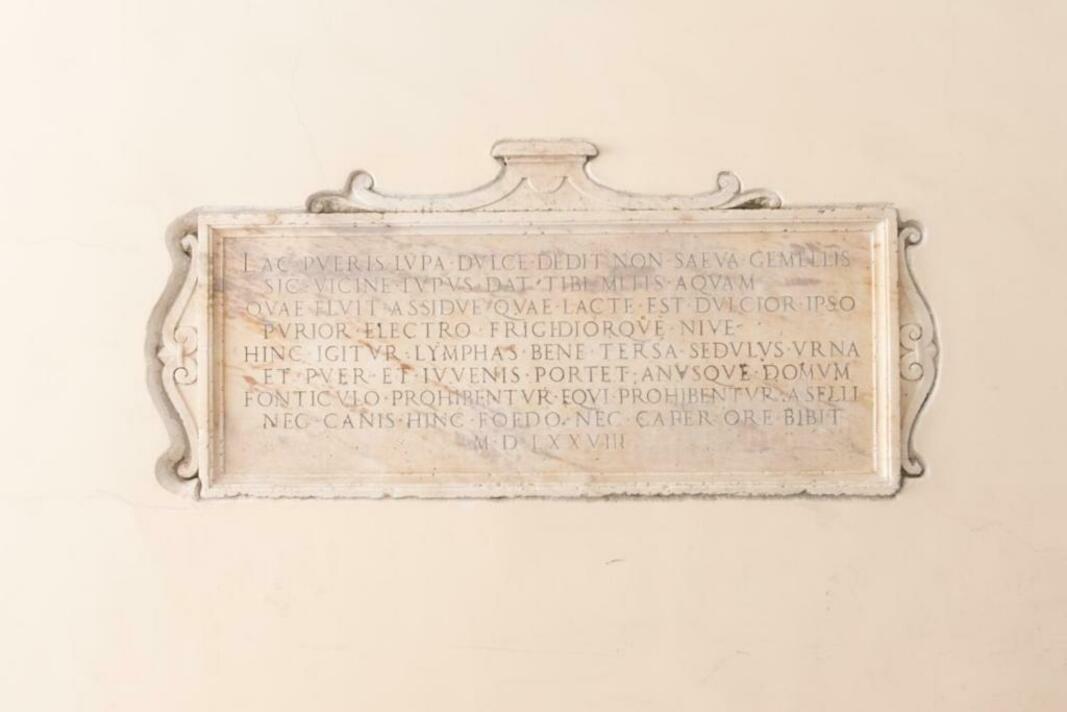 LAC·PVERIS·LVPA·DVLCE·DEDIT·NON·SAEVA·GEMELLIS
SIC·VICINE·LVPVS·DAT·TIBI·MITIS·AQVAM
QVAE·FLVIT·ASSIDVE·QVAE·LACTE·EST·DVLCIOR·IPSO
PVRIOR·ELECTRO·FRIGIDIORQVE·NIVE·
HINC·IGITVR·LYMPHAS·BENE·TERSA·SEDVLVS·VRNA
ET·PVER·ET·IVVENIS·PORTET·ANVSQVE·DOMVM
FONTICVLO·PROHIBENTVR·EQVI·PROHIBENTVR·ASELLI
NEC·CANIS·HINC·FOEDO·NEC·CAPER·ORE·BIBIT
M·D·LXXVIII